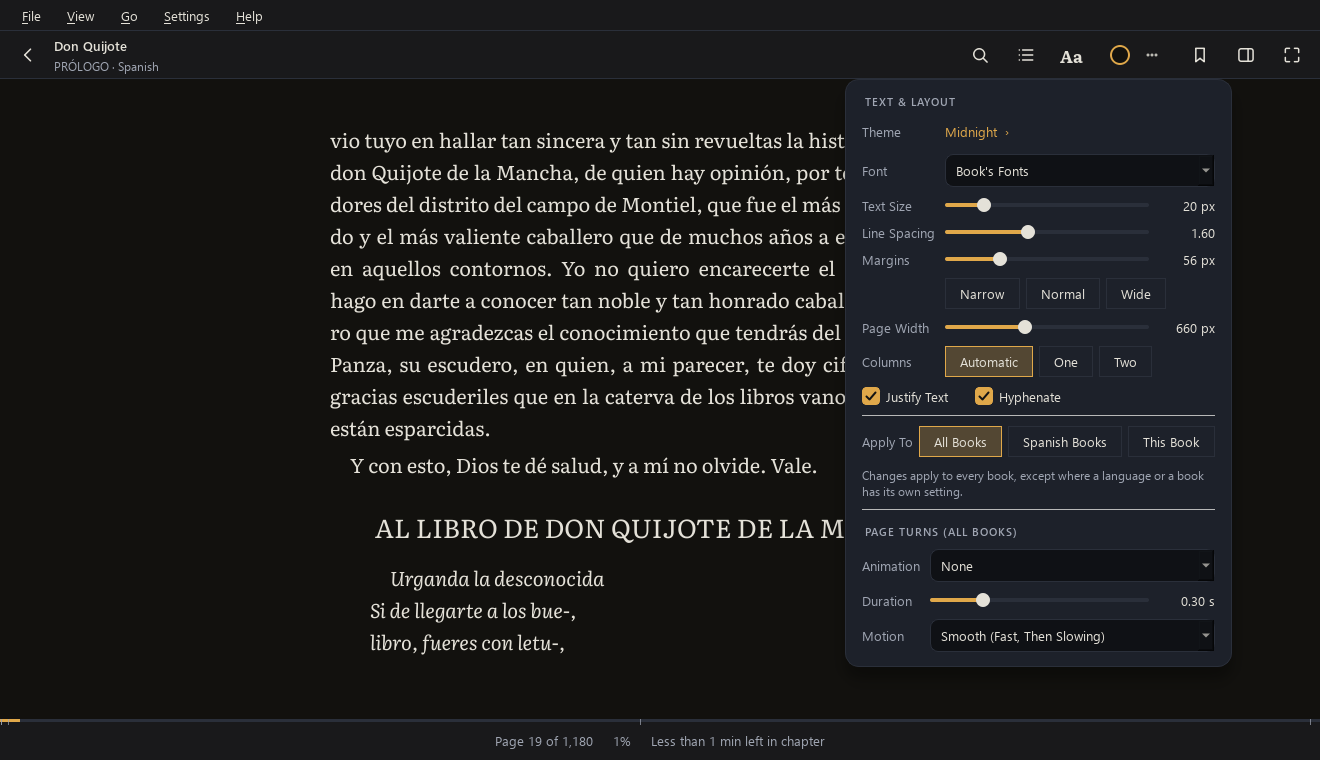 File View Go Settings Help
Don Quijote
PRÓLOGO · Spanish
Aa
vio tuyo en hallar tan sincera y tan sin revueltas la hist
don Quijote de la Mancha, de quien hay opinión, por
dores del distrito del campo de Montiel, que fue el más
do y el más valiente caballero que de muchos años a e
en aquellos contornos. Yo no quiero encarecerte el
hago en darte a conocer tan noble y tan honrado cabal
ro que me agradezcas el conocimiento que tendrás del
Panza, su escudero, en quien, a mi parecer, te doy cif
gracias escuderiles que en la caterva de los libros vano
están esparcidas.
Y con esto, Dios te dé salud, y a mí no olvide. Vale.
AL LIBRO DE DON QUIJOTE DE LA M
Urganda la desconocida
Si de llegarte a los bue-,
libro, fueres con letu-,
TEXT & LAYOUT
Theme Midnight ›
Font Book's Fonts
Text Size 20 px
Line Spacing 1.60
Margins 56 px
Narrow Normal Wide
Page Width 660 px
Columns Automatic One Two
Justify Text Hyphenate
Apply To All Books Spanish Books This Book
Changes apply to every book, except where a language or a book
has its own setting.
PAGE TURNS (ALL BOOKS)
Animation None
Duration 0.30 s
Motion Smooth (Fast, Then Slowing)
Page 19 of 1,180 1% Less than 1 min left in chapter